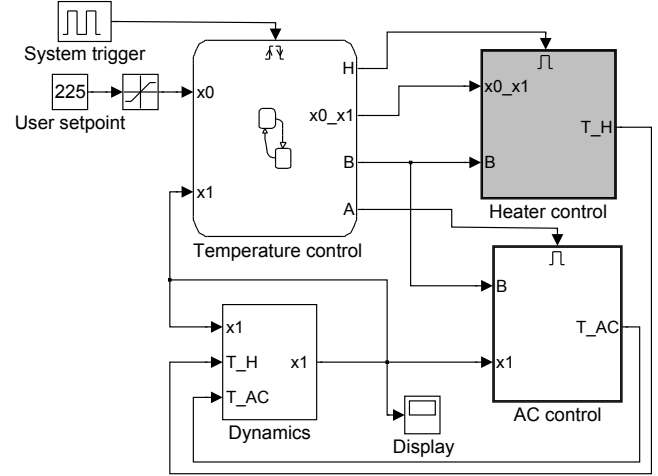 System trigger
225
User setpoint
x0
x1
H
x0_x1
B
A
Temperature control
x0_x1
B
T_H
Heater control
B
x1
T_AC
AC control
x1
T_H
T_AC
x1
Dynamics
Display